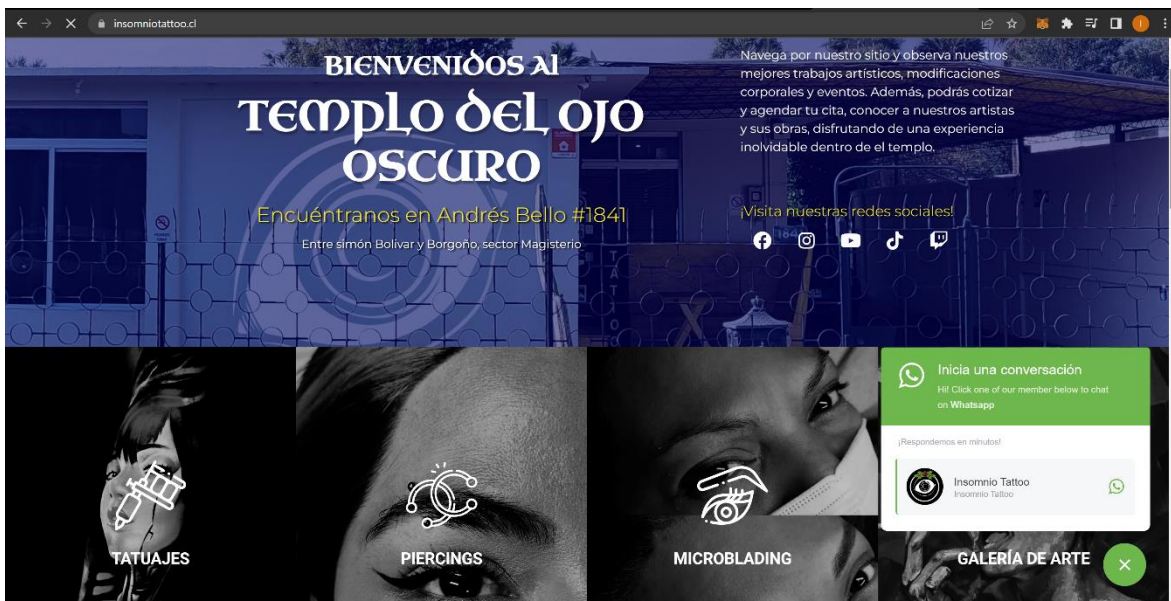 insomniotattoo.cl
BIENVENIDOS Al
TEMPLO DEL OJO
OSCURO
Encuéntranos en Andrés Bello #1841
Entre simón Bolívar y Borgoño, sector Magisterio
Navega por nuestro sitio y observa nuestros
mejores trabajos artísticos, modificaciones
corporales y eventos. Además, podrás cotizar
y agendar tu cita, conocer a nuestros artistas
y sus obras, disfrutando de una experiencia
inolvidable dentro de el templo.
¡Visita nuestras redes sociales!
TATUAJES
PIERCINGS
MICROBLADING
GALERÍA DE ARTE
Inicia una conversación
Hi! Click one of our member below to chat
on Whatsapp
¡Respondemos en minutos!
Insomnio Tattoo
Insomnio Tattoo